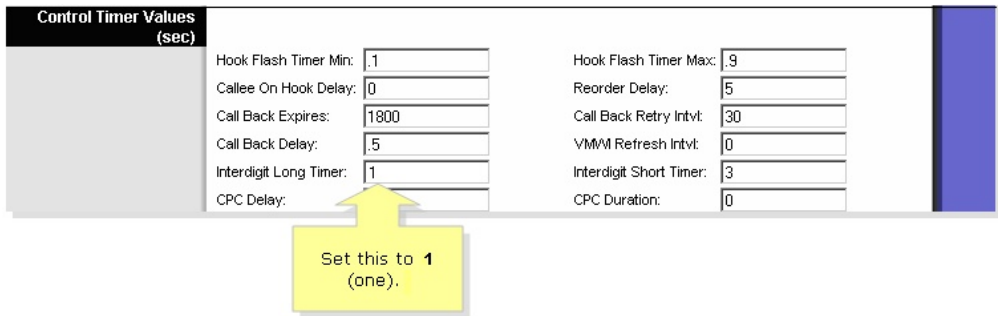 Control Timer Values
(sec)
Hook Flash Timer Min: .1 Hook Flash Timer Max: .9
Callee On Hook Delay: 0 Reorder Delay: 5
Call Back Expires: 1800 Call Back Retry Intvl: 30
Call Back Delay: .5 VMWI Refresh Intvl: 0
Interdigit Long Timer: 1 Interdigit Short Timer: 3
CPC Delay: CPC Duration: 0
Set this to 1
(one).